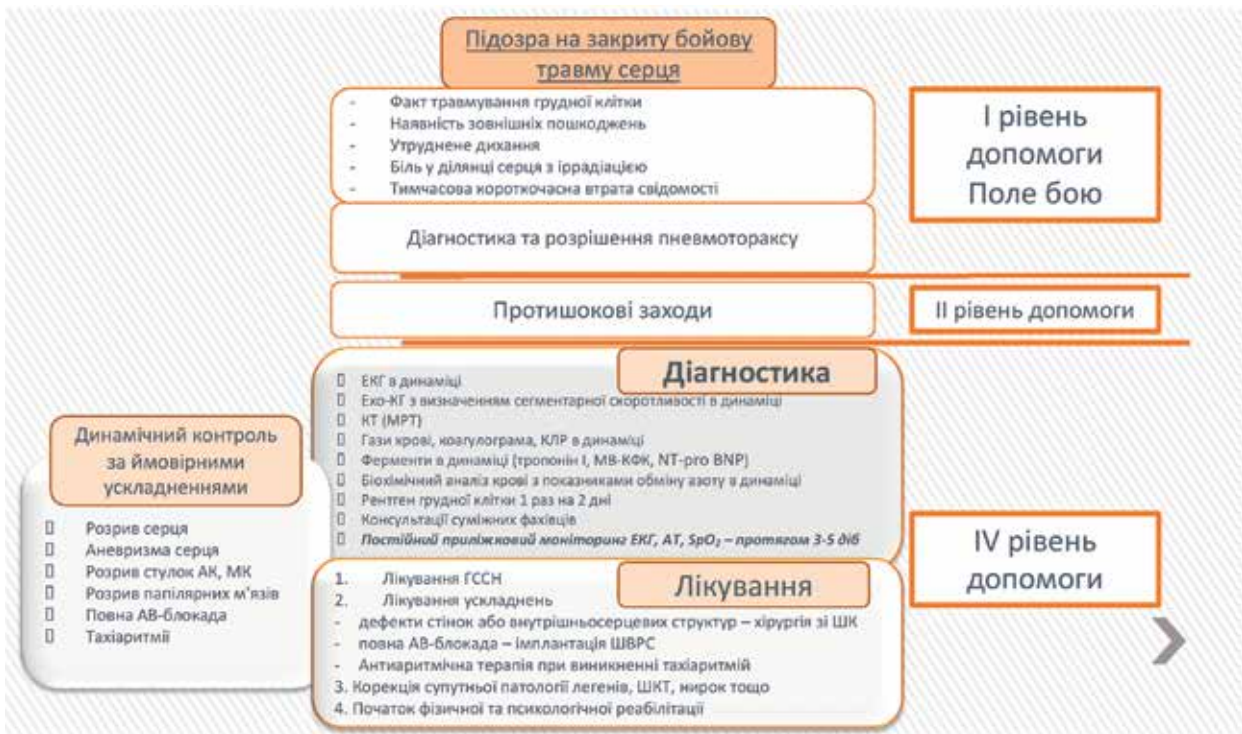 Підозра на закриту бойову
травму серця
- Факт травмування грудної клітки
- Наявність зовнішніх пошкоджень
- Утруднене дихання
- Біль у ділянці серця з іррадіацією
- Тимчасова короткочасна втрата свідомості
І рівень
допомоги
Поле бою
Діагностика та розрішення пневмотораксу
Протишокові заходи
ІІ рівень допомоги
Діагностика
ЕКГ в динаміці
Ехо-КГ з визначенням сегментарної скоротливості в динаміці
КТ (МРТ)
Гази крові, коагулограма, КЛР в динаміці
Ферменти в динаміці (тропонін І, МВ-КФК, NT-pro BNP)
Біохімічний аналіз крові з показниками обміну азоту в динаміці
Рентген грудної клітки 1 раз на 2 дні
Консультації суміжних фахівців
Постійний приліжковий моніторинг ЕКГ, АТ, SpO₂ – протягом 3-5 діб
Динамічний контроль
за ймовірними
ускладненнями
Розрив серця
Аневризма серця
Розрив стулок АК, МК
Розрив папілярних м’язів
Повна АВ-блокада
Тахіаритмії
IV рівень
допомоги
Лікування
1. Лікування ГССН
2. Лікування ускладнень
- дефекти стінок або внутрішньосерцевих структур – хірургія зі ШК
- повна АВ-блокада – імплантація ШВРС
- Антиаритмічна терапія при виникненні тахіаритмій
3. Корекція супутньої патології легенів, ШКТ, нирок тощо
4. Початок фізичної та психологічної реабілітації